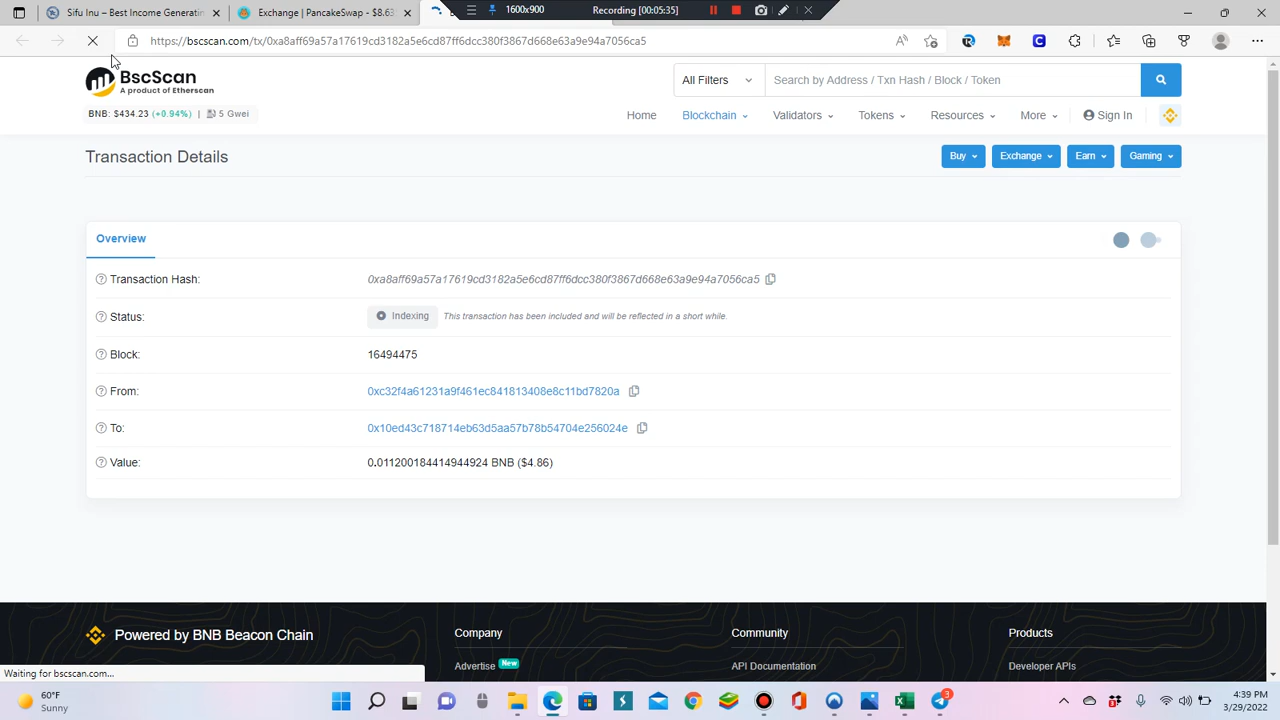 Sifu Inu – Best Income Generatin
Exchange | PancakeSwap - $8.63
1600x900
Recording [00:05:35]
https://bscscan.com/tx/0xa8aff69a57a17619cd3182a5e6cd87ff6dcc380f3867d668e63a9e94a7056ca5
BscScan
A product of Etherscan
All Filters
Search by Address / Txn Hash / Block / Token
BNB: $434.23 (+0.94%) | 5 Gwei
Home Blockchain Validators Tokens Resources More Sign In
Transaction Details
Buy Exchange Earn Gaming
Overview
Transaction Hash: 0xa8aff69a57a17619cd3182a5e6cd87ff6dcc380f3867d668e63a9e94a7056ca5
Status: Indexing This transaction has been included and will be reflected in a short while.
Block: 16494475
From: 0xc32f4a61231a9f461ec841813408e8c11bd7820a
To: 0x10ed43c718714eb63d5aa57b78b54704e256024e
Value: 0.011200184414944924 BNB ($4.86)
Powered by BNB Beacon Chain
Company
Community
Products
Advertise New
API Documentation
Developer APIs
Waiting for bscscan.com...
60°F
Sunny
3
3
4:39 PM
3/29/2022